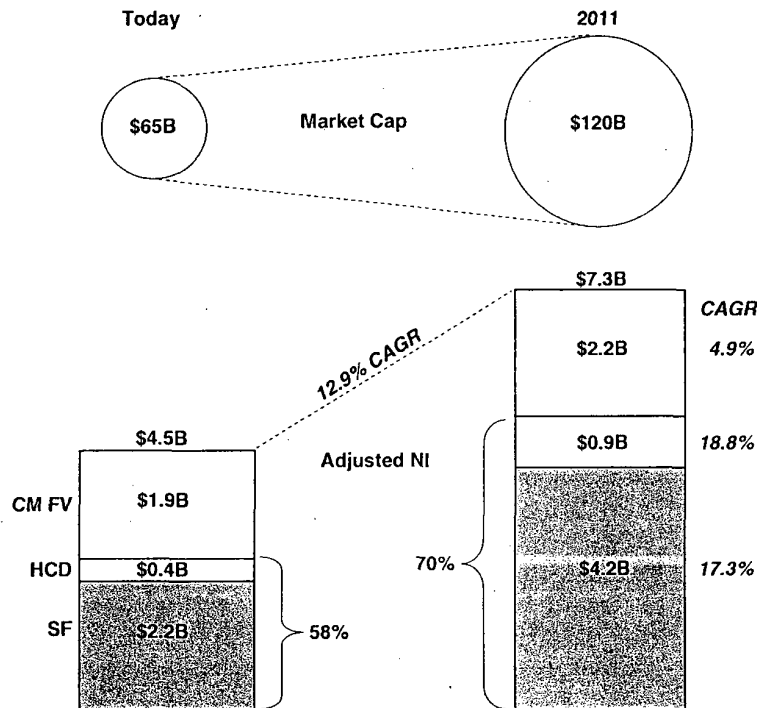 Today 2011
$65B Market Cap $120B
$7.3B
CAGR
12.9% CAGR
$2.2B 4.9%
$4.5B
$0.9B 18.8%
Adjusted NI
CM FV $1.9B
HCD $0.4B
70% $4.2B 17.3%
SF $2.2B 58%